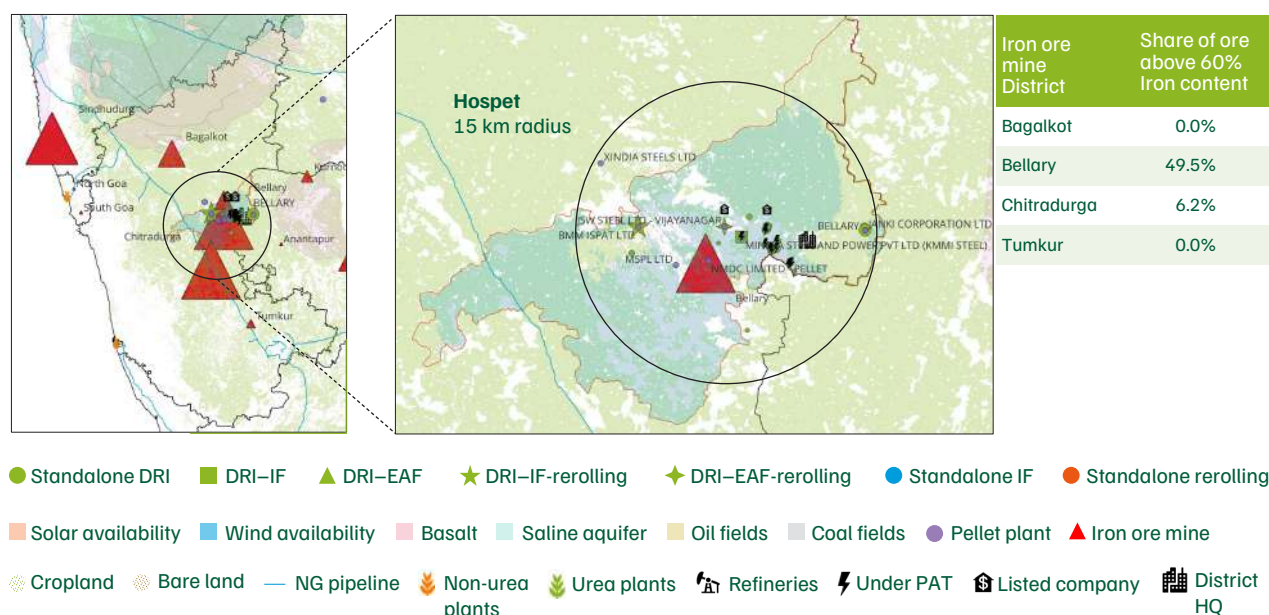 Sindhudurg
Bagalkot
North Goa
South Goa
Bellary
BELLARY
Chitradurga
Anantapur
Tumkur
Hospet
15 km radius
XINDIA STEELS LTD
JSW STEEL LTD - VIJAYANAGAR
BMM ISPAT LTD
BELLARY
JANKI CORPORATION LTD
POWER PVT LTD (KMMI STEEL)
MSPL LTD
NMDC LIMITED - PELLET
Bellary
Iron ore
mine
District
Share of ore
above 60%
Iron content
Bagalkot 0.0%
Bellary 49.5%
Chitradurga 6.2%
Tumkur 0.0%
Standalone DRI DRI–IF DRI–EAF DRI–IF-rerolling DRI–EAF-rerolling Standalone IF Standalone rerolling
Solar availability Wind availability Basalt Saline aquifer Oil fields Coal fields Pellet plant Iron ore mine
Cropland Bare land NG pipeline Non-urea
plants
Urea plants Refineries Under PAT Listed company District
HQ